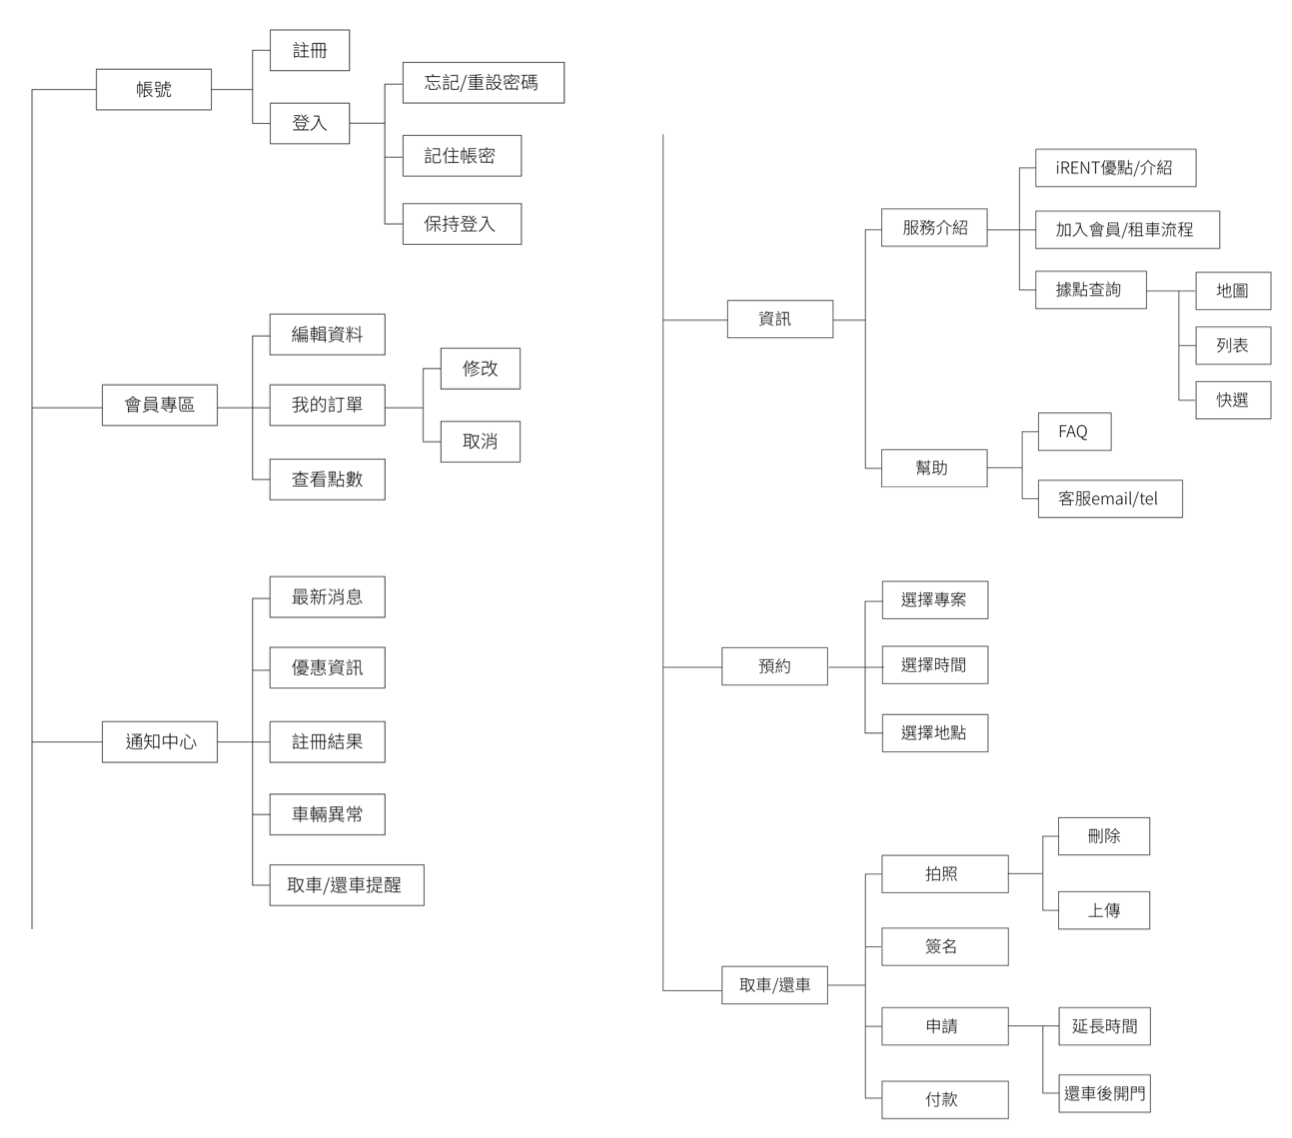 帳號
註冊
登入
忘記/重設密碼
記住帳密
保持登入
會員專區
編輯資料
我的訂單
修改
取消
查看點數
通知中心
最新消息
優惠資訊
註冊結果
車輛異常
取車/還車提醒
資訊
服務介紹
iRENT優點/介紹
加入會員/租車流程
據點查詢
地圖
列表
快選
幫助
FAQ
客服email/tel
預約
選擇專案
選擇時間
選擇地點
取車/還車
拍照
刪除
上傳
簽名
申請
延長時間
還車後開門
付款